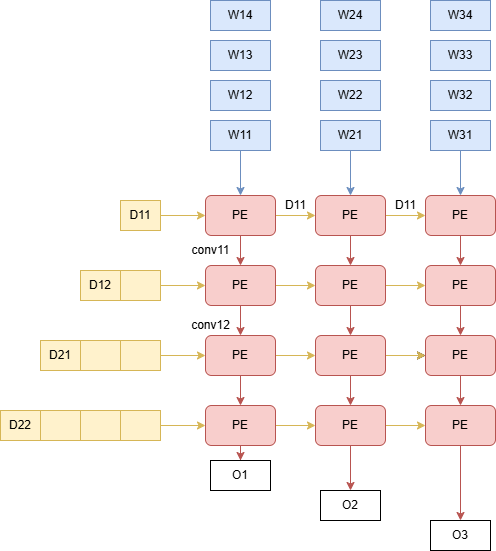 W14 W24 W34
W13 W23 W33
W12 W22 W32
W11 W21 W31
D11 PE D11 PE D11 PE
conv11
D12 PE PE PE
conv12
D21 PE PE PE
D22 PE PE PE
O1
O2
O3